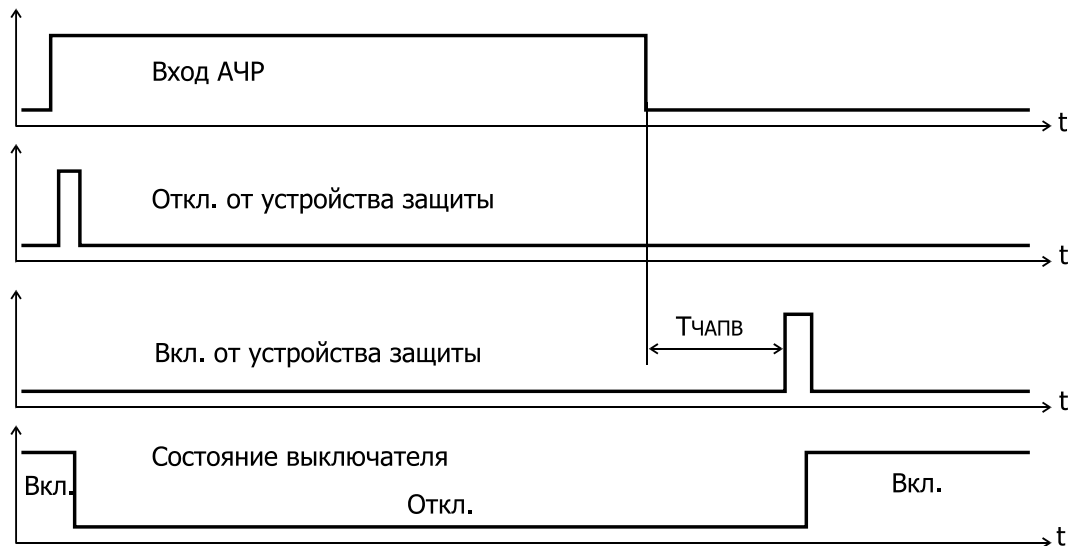 Вход АЧР
t
Откл. от устройства защиты
t
TЧАПВ
Вкл. от устройства защиты
t
Состояние выключателя
Вкл.
Откл.
Вкл.
t